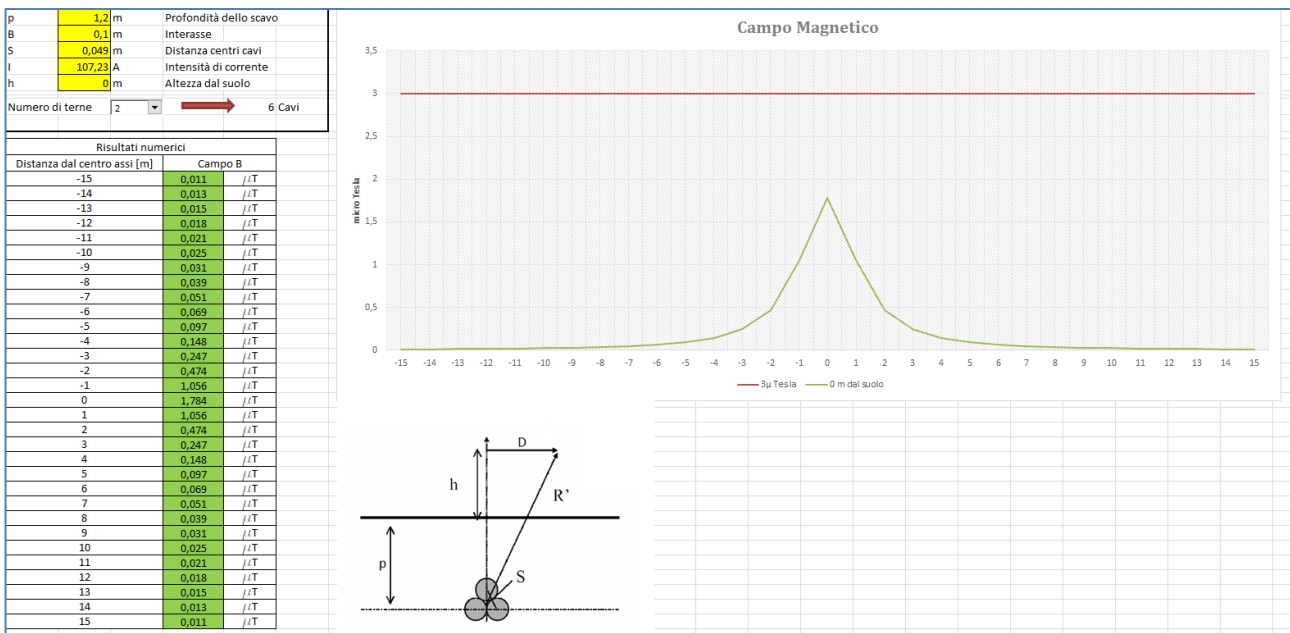 p 1,2 m Profondità dello scavo
B 0,1 m Interasse
S 0,049 m Distanza centri cavi
I 107,23 A Intensità di corrente
h 0 m Altezza dal suolo
Numero di terne 2 6 Cavi
Risultati numerici
Distanza dal centro assi [m] Campo B
-15 0,011 μT
-14 0,013 μT
-13 0,015 μT
-12 0,018 μT
-11 0,021 μT
-10 0,025 μT
-9 0,031 μT
-8 0,039 μT
-7 0,051 μT
-6 0,069 μT
-5 0,097 μT
-4 0,148 μT
-3 0,247 μT
-2 0,474 μT
-1 1,056 μT
0 1,784 μT
1 1,056 μT
2 0,474 μT
3 0,247 μT
4 0,148 μT
5 0,097 μT
6 0,069 μT
7 0,051 μT
8 0,039 μT
9 0,031 μT
10 0,025 μT
11 0,021 μT
12 0,018 μT
13 0,015 μT
14 0,013 μT
15 0,011 μT
Campo Magnetico
3,5
3
2,5
2
1,5
1
0,5
0
micro Tesla
-15 -14 -13 -12 -11 -10 -9 -8 -7 -6 -5 -4 -3 -2 -1 0 1 2 3 4 5 6 7 8 9 10 11 12 13 14 15
3μ Tesla 0 m dal suolo
D
h
R’
p
S